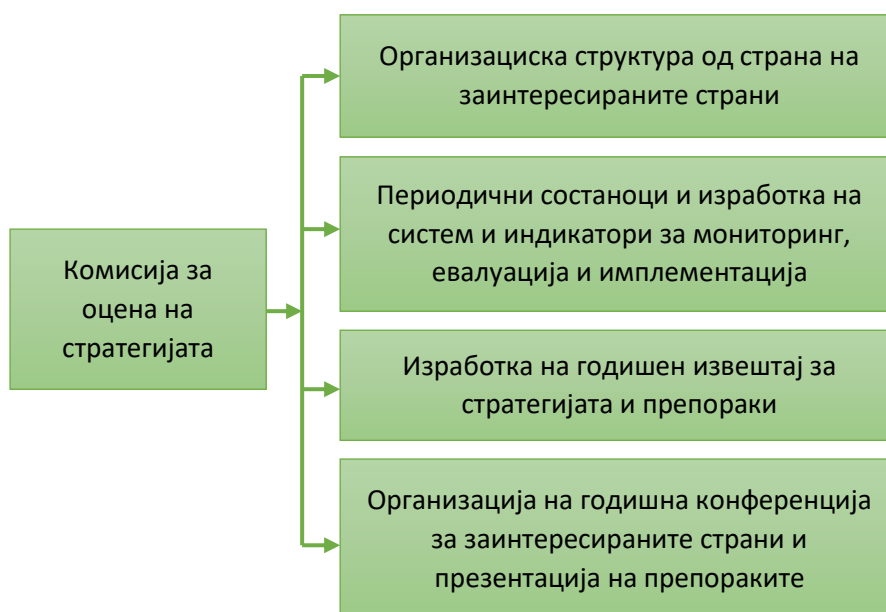 Комисија за
оцена на
стратегијата
Организациска структура од страна на
заинтересираните страни
Периодични состаноци и изработка на
систем и индикатори за мониторинг,
евалуација и имплементација
Изработка на годишен извештај за
стратегијата и препораки
Организација на годишна конференција
за заинтересираните страни и
презентација на препораките